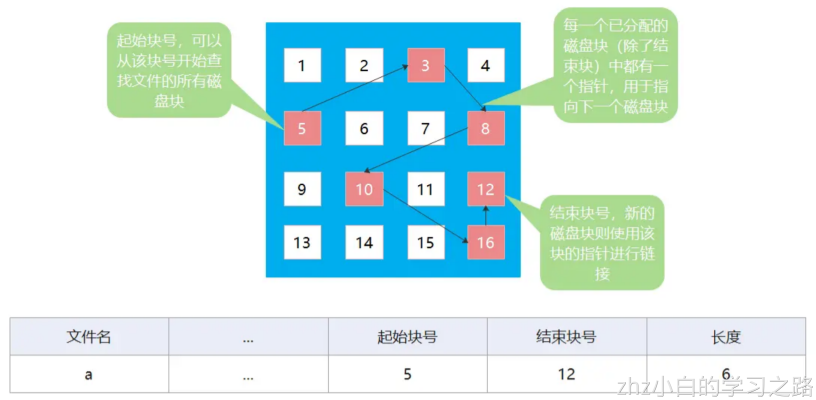 起始块号，可以
从该块号开始查
找文件的所有磁
盘块
每一个已分配的
磁盘块（除了结
束块）中都有一
个指针，用于指
向下一个磁盘块
1 2 3 4
5 6 7 8
9 10 11 12
13 14 15 16
结束块号，新的
磁盘块则使用该
块的指针进行链
接
文件名 ... 起始块号 结束块号 长度
a ... 5 12 6
zhz小白的学习之路